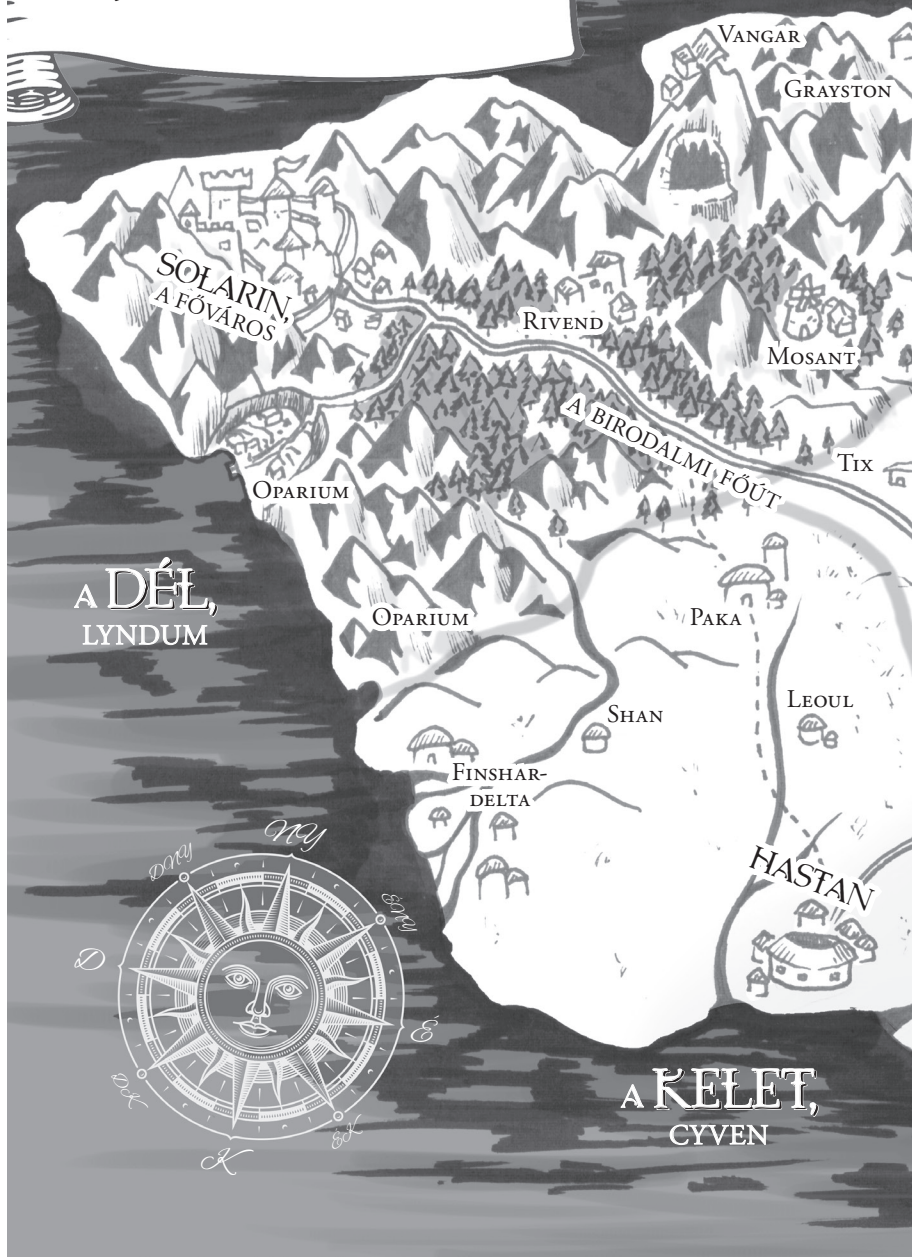 VANGAR
GRAYSTON
SOLARIN,
A FŐVÁROS
RIVEND
MOSANT
A BIRODALMI FŐÚT
TIX
OPARIUM
A DÉL,
LYNDUM
OPARIUM
PAKA
SHAN
LEOUL
FINSHAR-
DELTA
HASTAN
NY
DNY
ÉNY
D
É
DK
ÉK
K
A KELET,
CYVEN